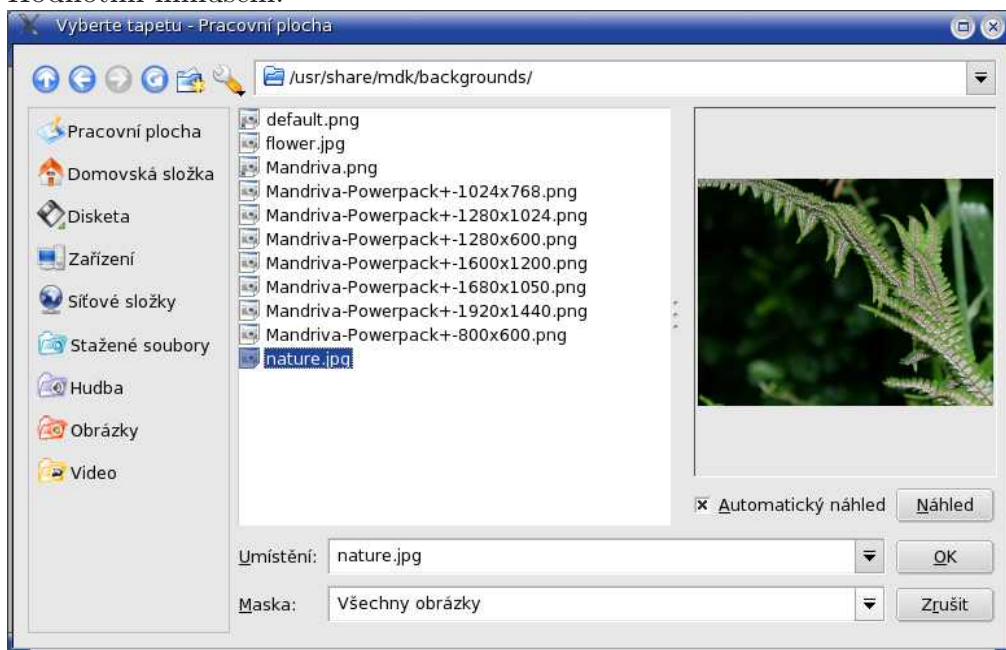 Vyberte tapetu - Pracovní plocha
/usr/share/mdk/backgrounds/
Pracovní plocha
Domovská složka
Disketa
Zařízení
Síťové složky
Stažené soubory
Hudba
Obrázky
Video
default.png
flower.jpg
Mandriva.png
Mandriva-Powerpack+-1024x768.png
Mandriva-Powerpack+-1280x1024.png
Mandriva-Powerpack+-1280x600.png
Mandriva-Powerpack+-1600x1200.png
Mandriva-Powerpack+-1680x1050.png
Mandriva-Powerpack+-1920x1440.png
Mandriva-Powerpack+-800x600.png
nature.jpg
Automatický náhled
Náhled
Umístění: nature.jpg
OK
Maska: Všechny obrázky
Zrušit